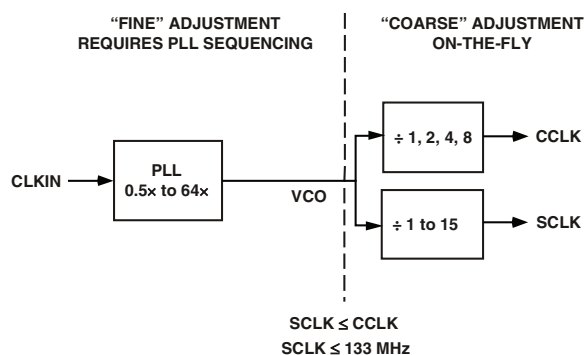 “FINE” ADJUSTMENT
REQUIRES PLL SEQUENCING
“COARSE” ADJUSTMENT
ON-THE-FLY
CLKIN
PLL
0.5× to 64×
VCO
÷ 1, 2, 4, 8
CCLK
÷ 1 to 15
SCLK
SCLK ≤ CCLK
SCLK ≤ 133 MHz